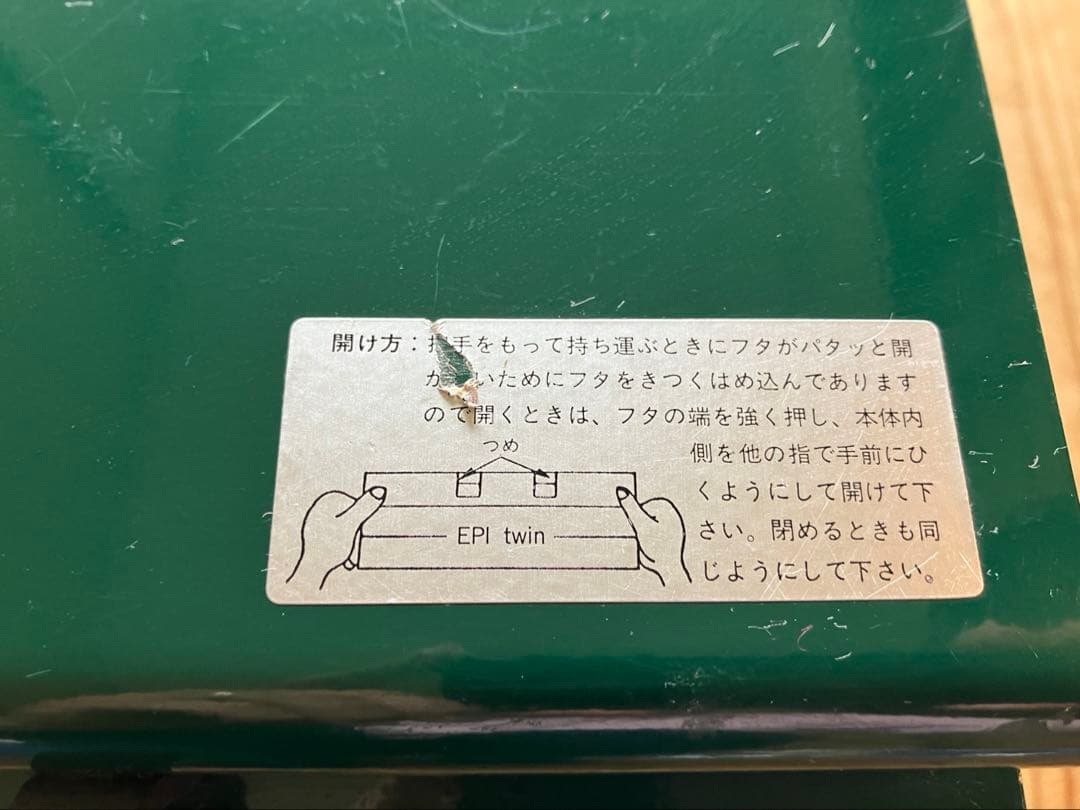 開け方：把手をもって持ち運ぶときにフタがパタッと開
か いためにフタをきつくはめ込んであります
ので開くときは、フタの端を強く押し、本体内
側を他の指で手前にひ
くようにして開けて下
さい。閉めるときも同
じようにして下さい。
つめ
EPI twin